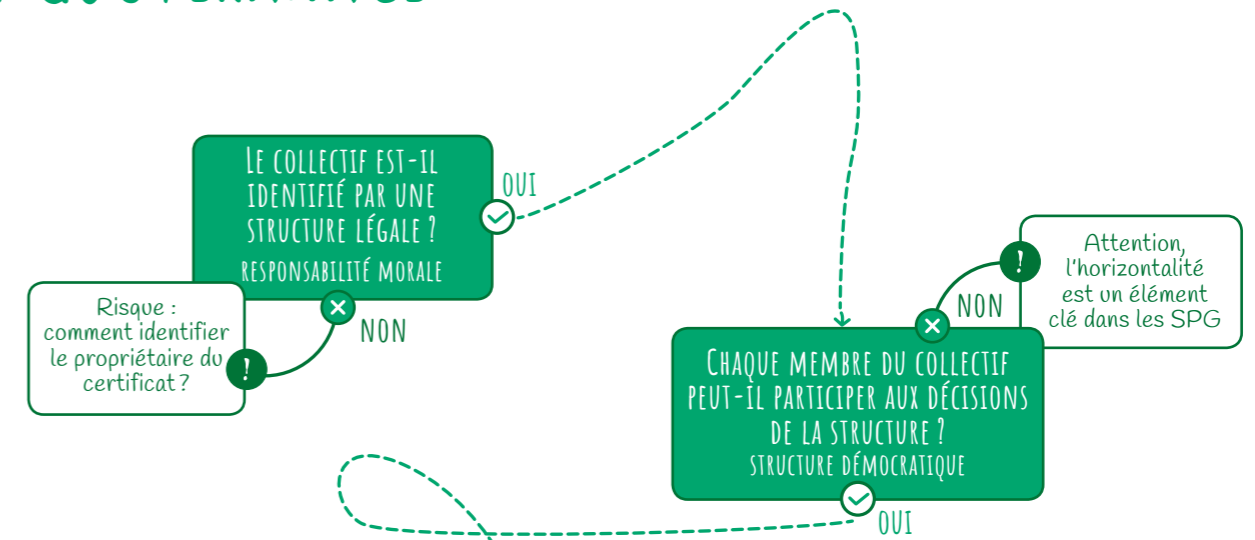 LE COLLECTIF EST-IL
IDENTIFIÉ PAR UNE
STRUCTURE LÉGALE ?
RESPONSABILITÉ MORALE
OUI
Risque :
comment identifier
le propriétaire du
certificat ?
!
NON
Attention,
l'horizontalité
est un élément
clé dans les SPG
!
NON
CHAQUE MEMBRE DU COLLECTIF
PEUT-IL PARTICIPER AUX DÉCISIONS
DE LA STRUCTURE ?
STRUCTURE DÉMOCRATIQUE
OUI